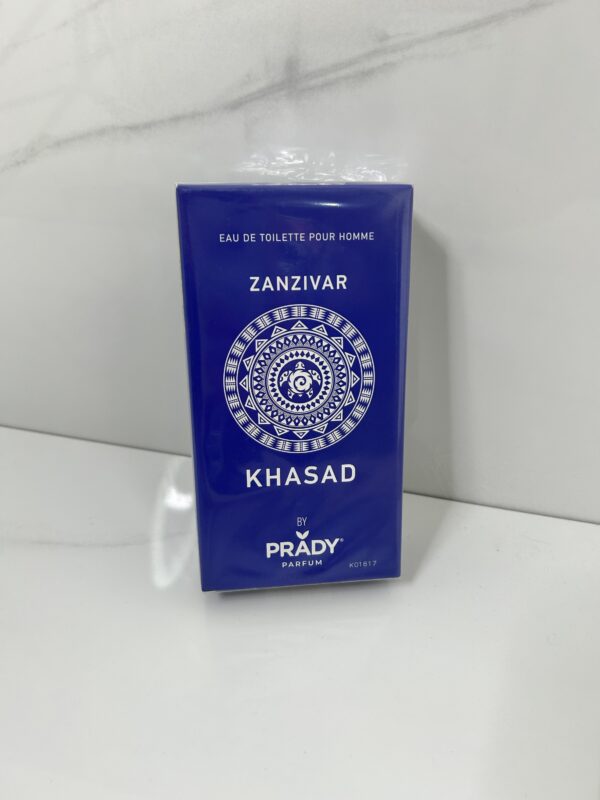 EAU DE TOILETTE POUR HOMME
ZANZIVAR
KHASAD
BY
PRADY®
PARFUM
K01817